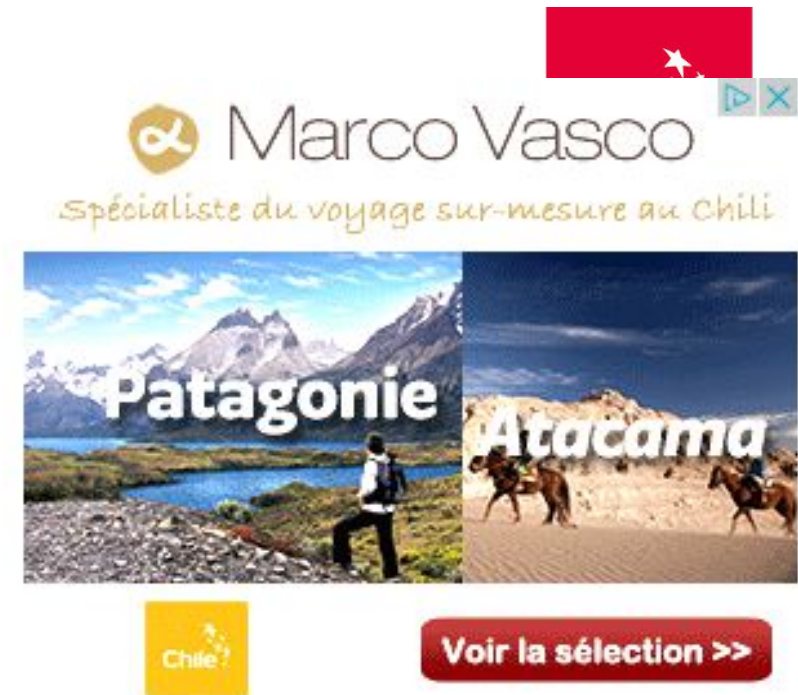 Marco Vasco
Spécialiste du voyage sur-mesure au Chili
Patagonie
Atacama
Chile
Voir la sélection >>